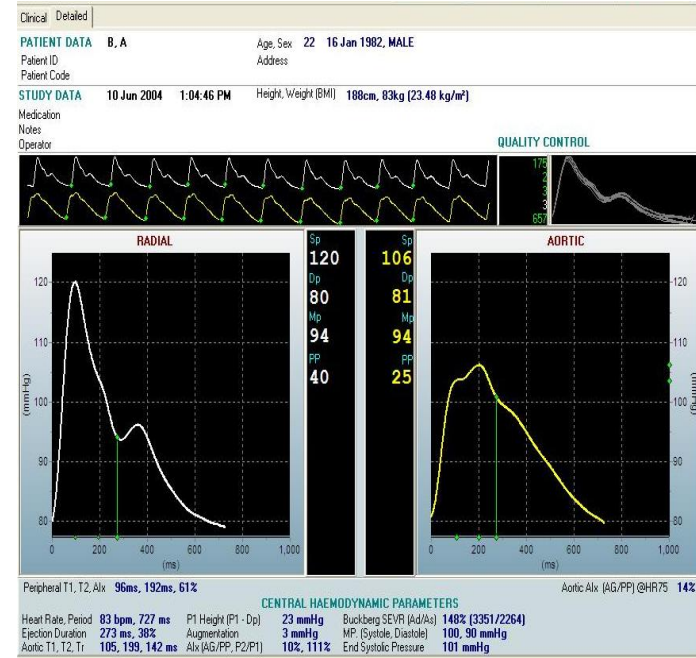 Clinical Detailed
PATIENT DATA B, A Age, Sex 22 16 Jan 1982, MALE
Patient ID Address
Patient Code
STUDY DATA 10 Jun 2004 1:04:46 PM Height, Weight (BMI) 188cm, 83kg (23.48 kg/m²)
Medication
Notes
Operator QUALITY CONTROL
175
2
3
3
657
RADIAL
120
110
100
90
80
(mmHg)
0 200 400 600 800 1,000
(ms)
Sp
120
Dp
80
Mp
94
PP
40
Sp
106
Dp
81
Mp
94
PP
25
AORTIC
120
110
100
90
80
(mmHg)
0 200 400 600 800 1,000
(ms)
Peripheral T1, T2, AIx 96ms, 192ms, 61% Aortic AIx (AG/PP) @HR75 14%
CENTRAL HAEMODYNAMIC PARAMETERS
Heart Rate, Period 83 bpm, 727 ms P1 Height (P1 - Dp) 23 mmHg Buckberg SEVR (Ad/As) 148% (3351/2264)
Ejection Duration 273 ms, 38% Augmentation 3 mmHg MP. (Systole, Diastole) 100, 90 mmHg
Aortic T1, T2, Tr 105, 199, 142 ms AIx (AG/PP, P2/P1) 10%, 111% End Systolic Pressure 101 mmHg